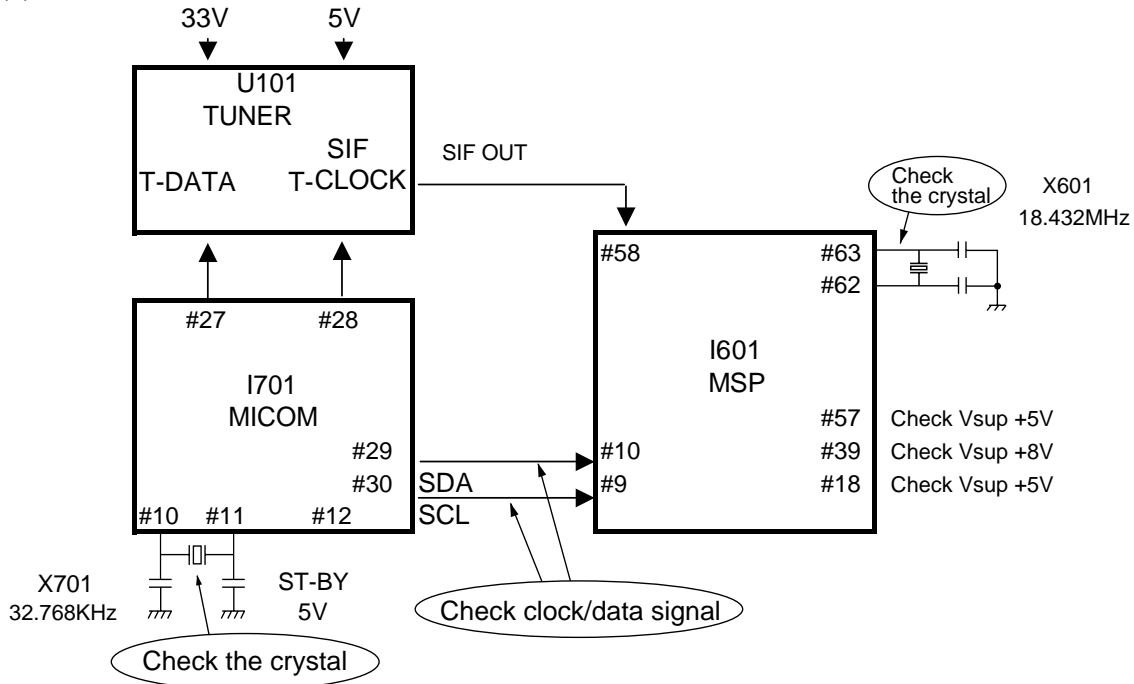 33V 5V
U101
TUNER
SIF
T-DATA T-CLOCK
SIF OUT
Check
the crystal
X601
18.432MHz
#58 #63
#62
#27 #28
I701
MICOM
I601
MSP
#57 Check Vsup +5V
#29 #10 #39 Check Vsup +8V
#30 SDA #9 #18 Check Vsup +5V
SCL
#10 #11 #12
X701
32.768KHz
ST-BY
5V
Check clock/data signal
Check the crystal